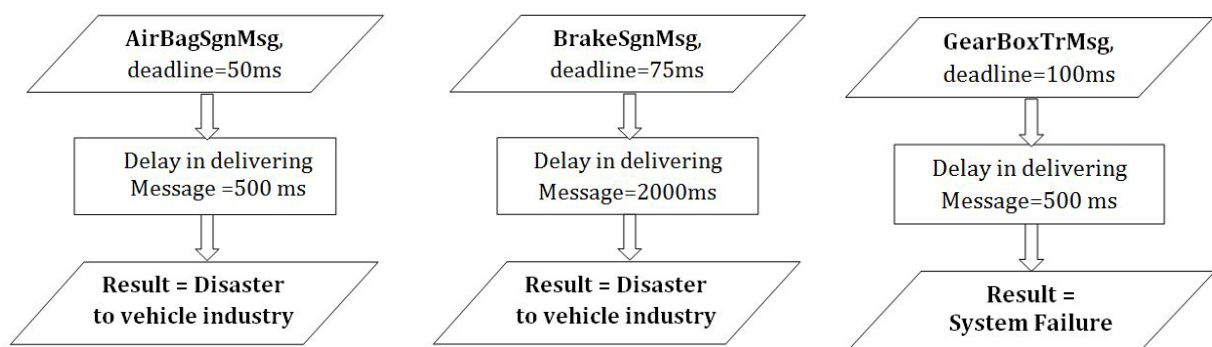 AirBagSgnMsg,
deadline=50ms
Delay in delivering
Message =500 ms
Result = Disaster
to vehicle industry
BrakeSgnMsg,
deadline=75ms
Delay in delivering
Message=2000ms
Result = Disaster
to vehicle industry
GearBoxTrMsg,
deadline=100ms
Delay in delivering
Message=500 ms
Result =
System Failure